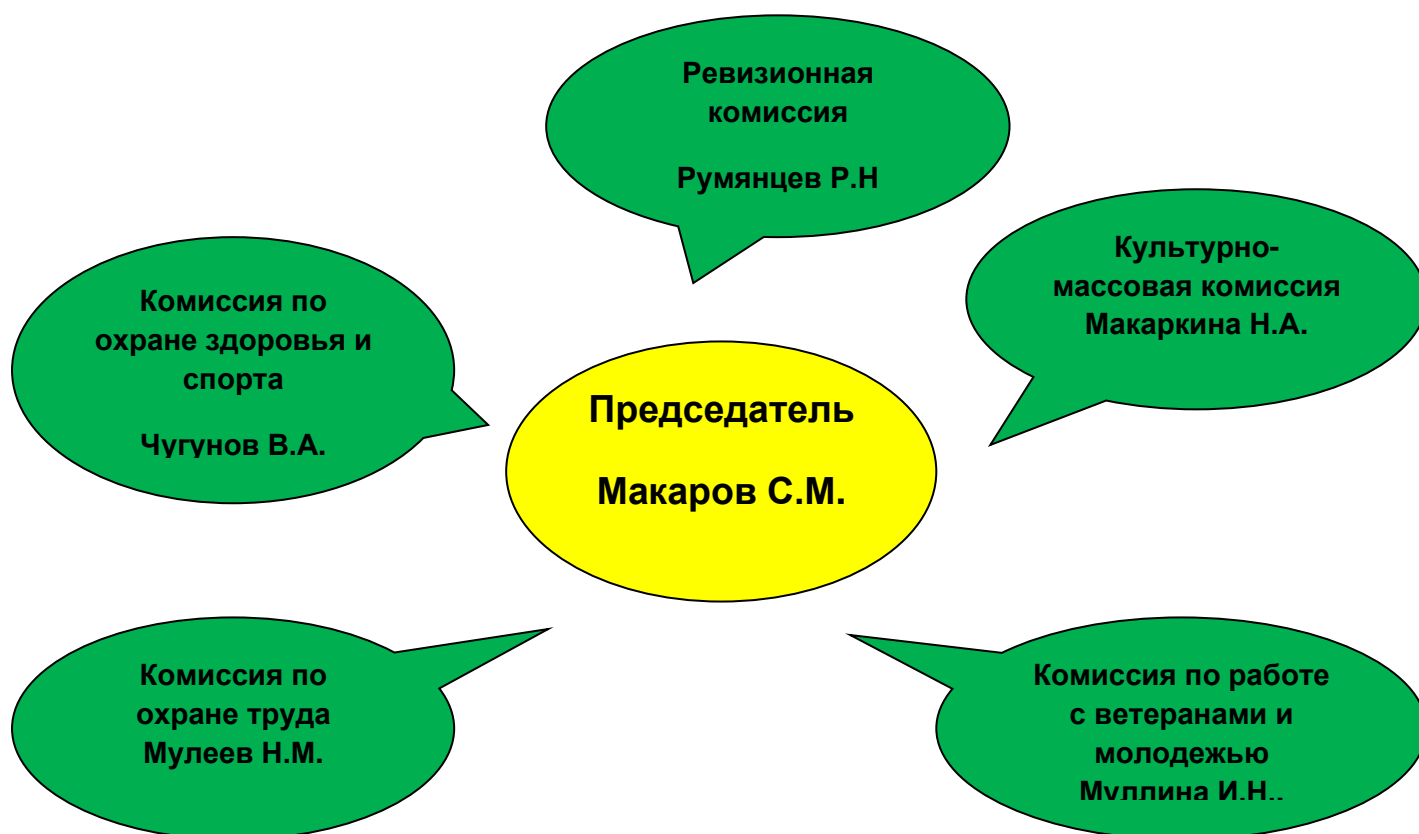 Ревизионная
комиссия
Румянцев Р.Н
Культурно-
массовая комиссия
Макаркина Н.А.
Комиссия по
охране здоровья и
спорта
Чугунов В.А.
Председатель
Макаров С.М.
Комиссия по
охране труда
Мулеев Н.М.
Комиссия по работе
с ветеранами и
молодежью
Муллина И.Н..